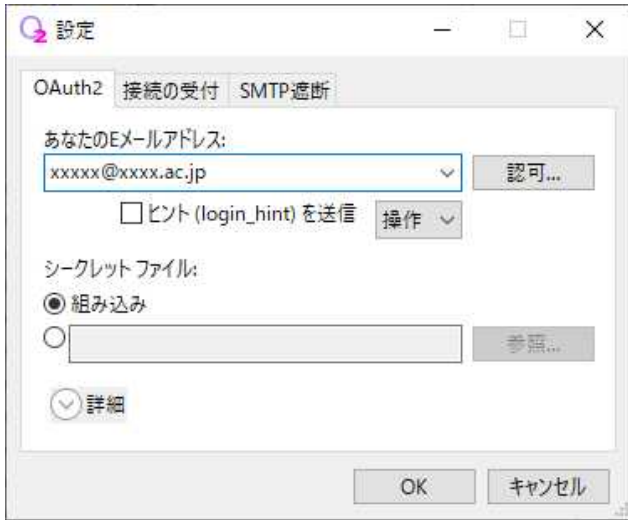 設定
OAuth2 接続の受付 SMTP遮断
あなたのEメールアドレス:
xxxxx@xxxx.ac.jp 認可...
ヒント (login_hint) を送信 操作
シークレット ファイル:
組み込み
参照...
詳細
OK キャンセル